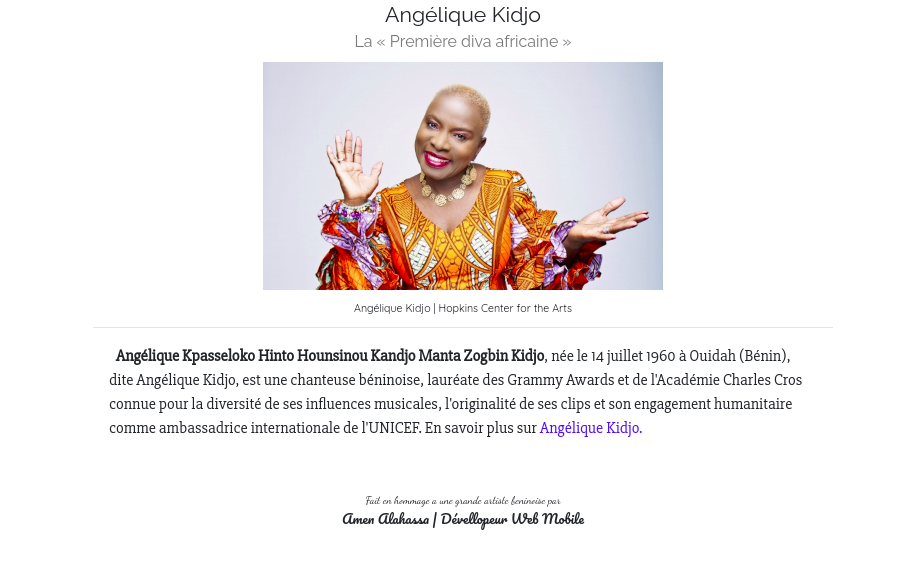 Angélique Kidjo
La « Première diva africaine »
Angélique Kidjo | Hopkins Center for the Arts
Angélique Kpasseloko Hinto Hounsinou Kandjo Manta Zogbin Kidjo, née le 14 juillet 1960 à Ouidah (Bénin),
dite Angélique Kidjo, est une chanteuse béninoise, lauréate des Grammy Awards et de l'Académie Charles Cros
connue pour la diversité de ses influences musicales, l'originalité de ses clips et son engagement humanitaire
comme ambassadrice internationale de l'UNICEF. En savoir plus sur Angélique Kidjo.
Fait en hommage a une grande artiste beninoise par
Amen Alahassa | Dévellopeur Web Mobile